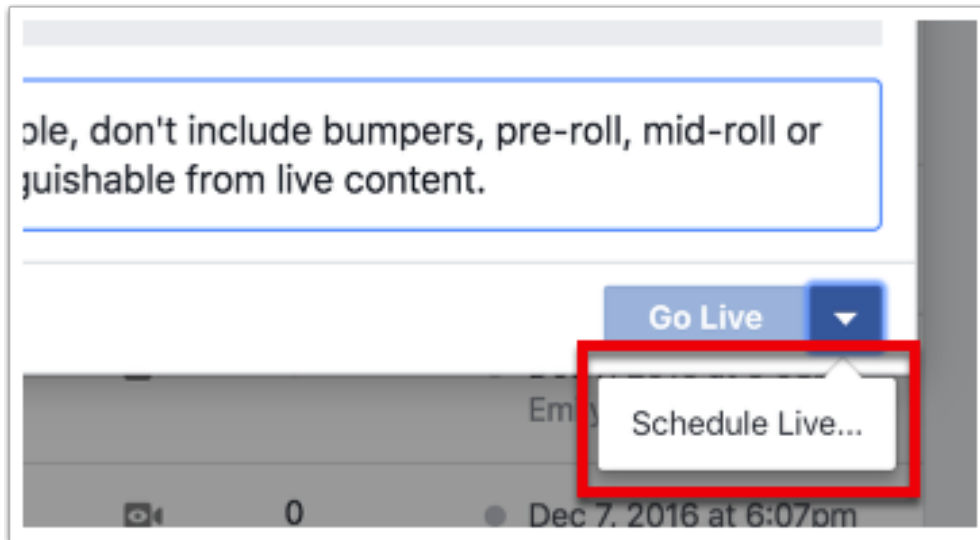 ple, don't include bumpers, pre-roll, mid-roll or
guishable from live content.
Go Live
Schedule Live...
0
Dec 7, 2016 at 6:07pm